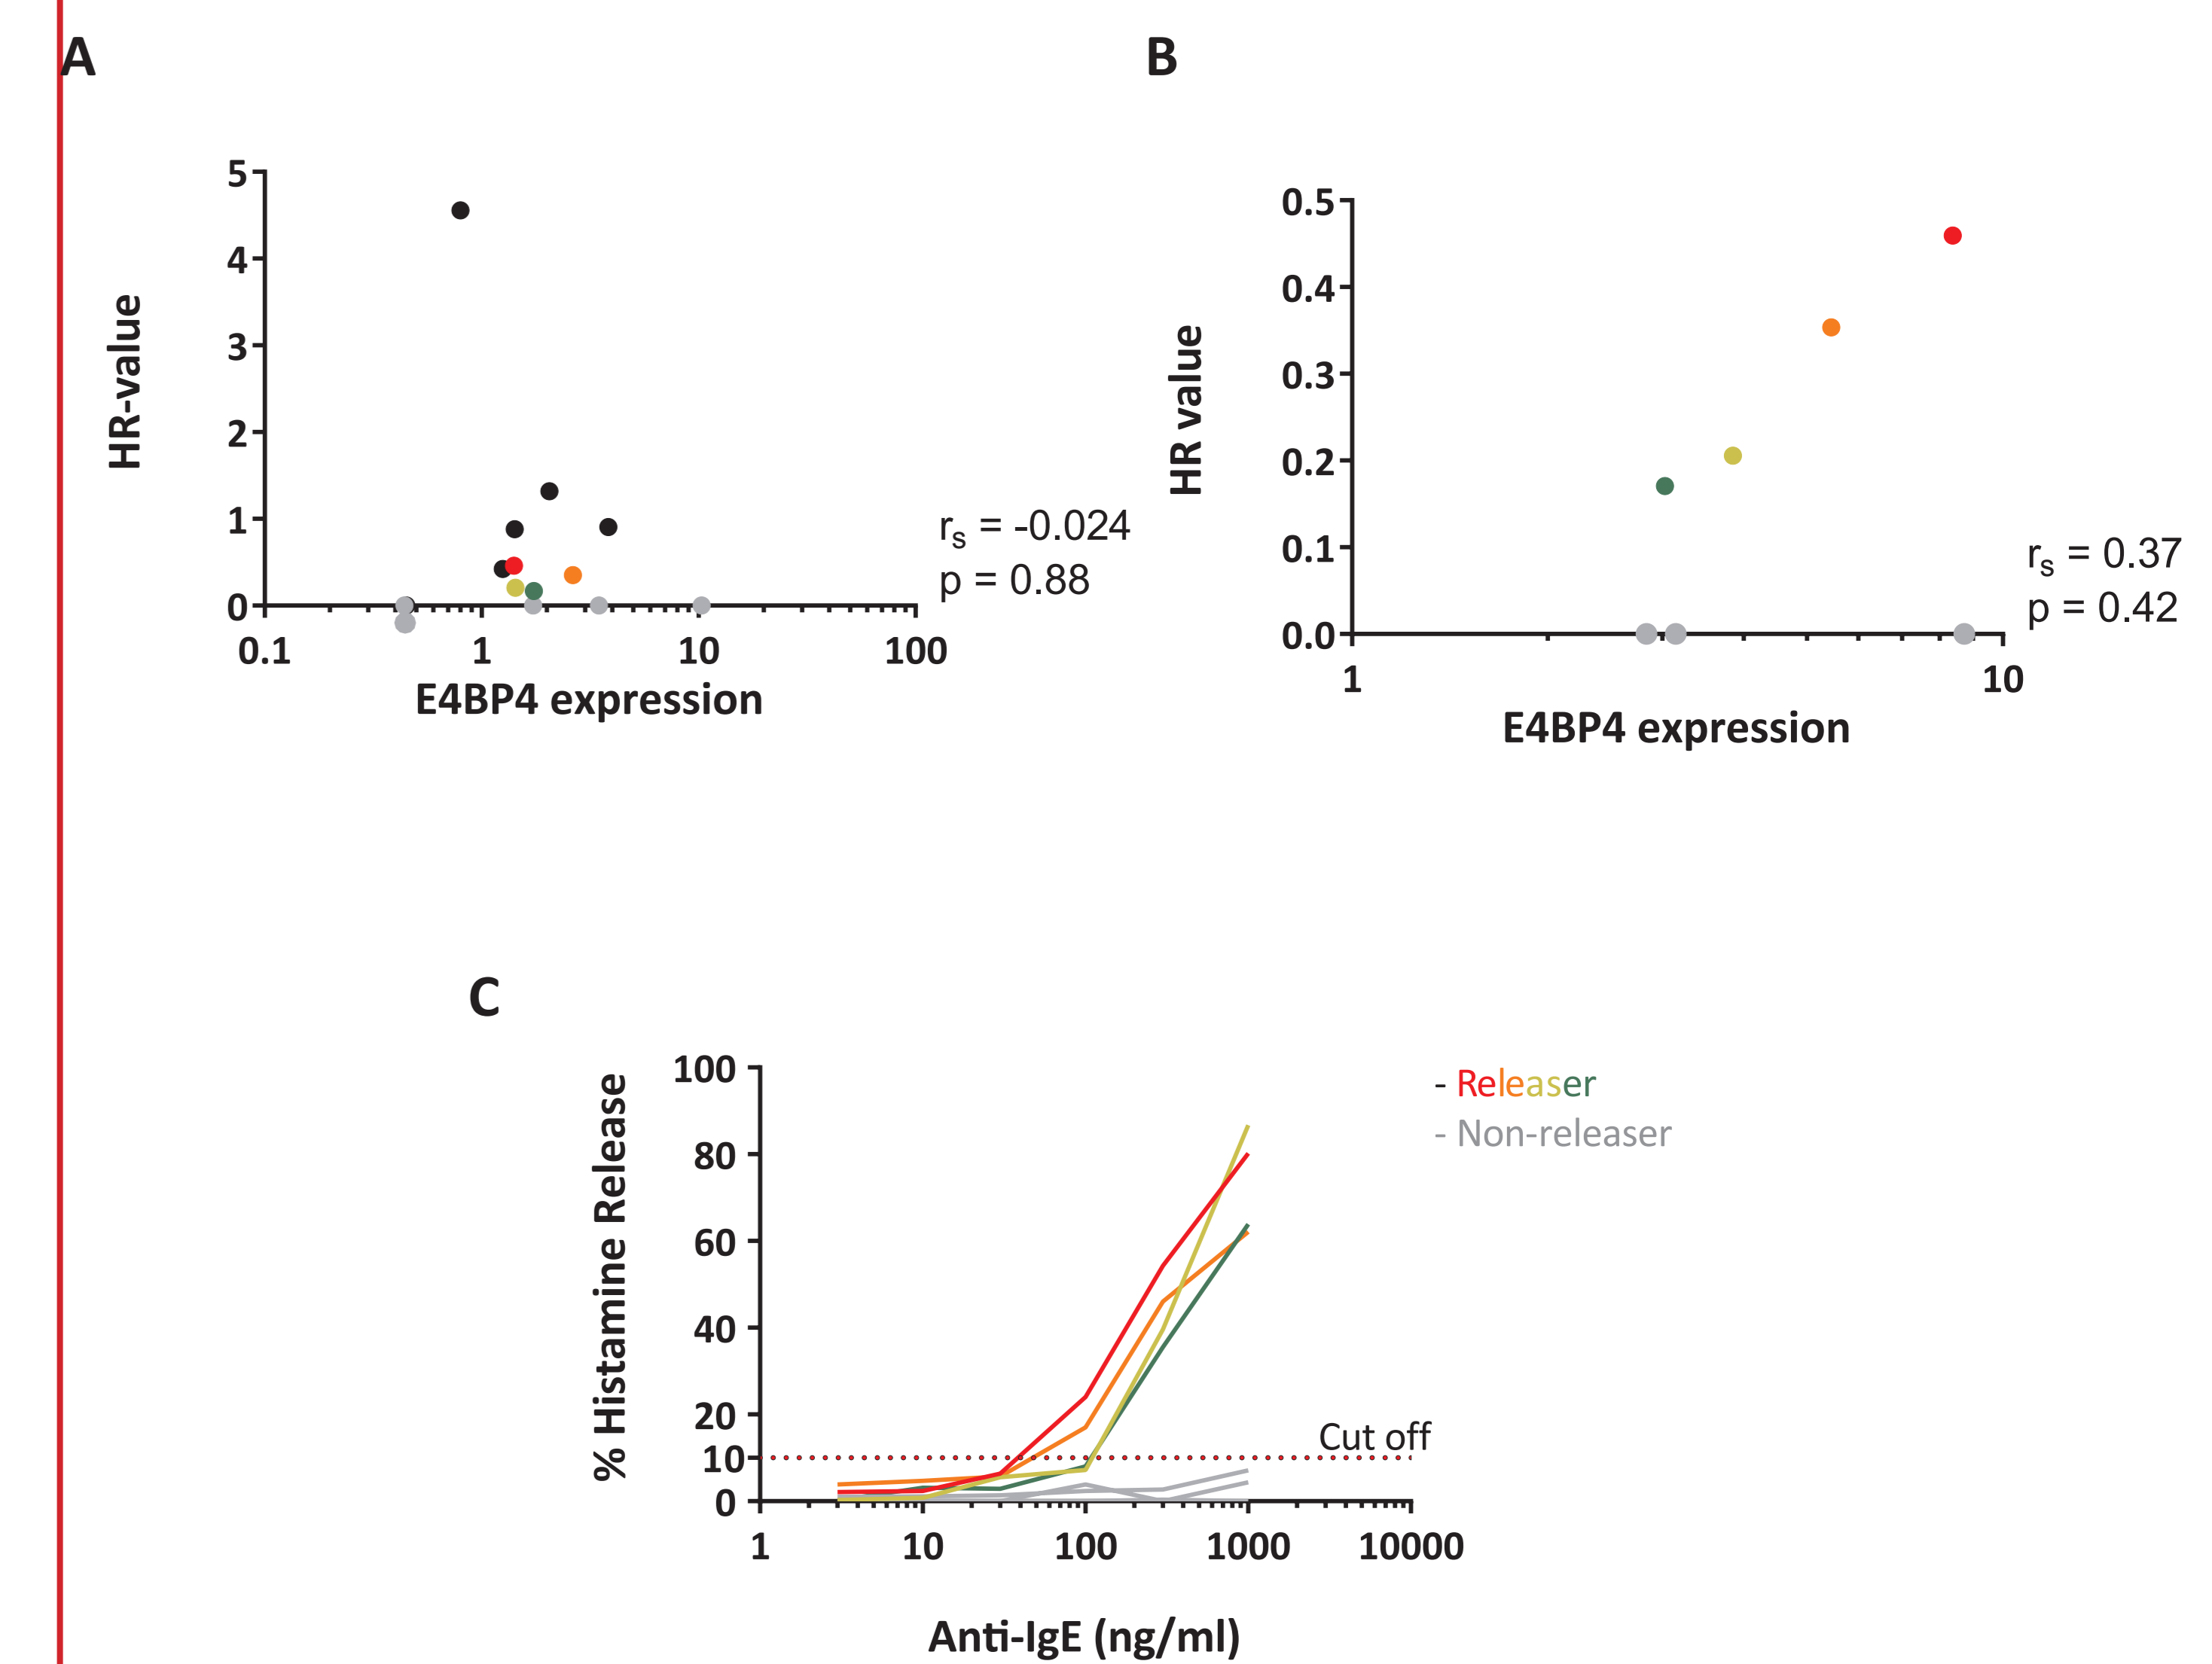 A
HR-value
5
4
3
2
1
0
0.1
1
10
100
E4BP4 expression
rs = -0.024
p = 0.88
B
HR value
0.5
0.4
0.3
0.2
0.1
0.0
1
10
E4BP4 expression
rs = 0.37
p = 0.42
C
% Histamine Release
100
80
60
40
20
10
0
1
10
100
1000
10000
Anti-IgE (ng/ml)
Cut off
- Releaser
- Non-releaser